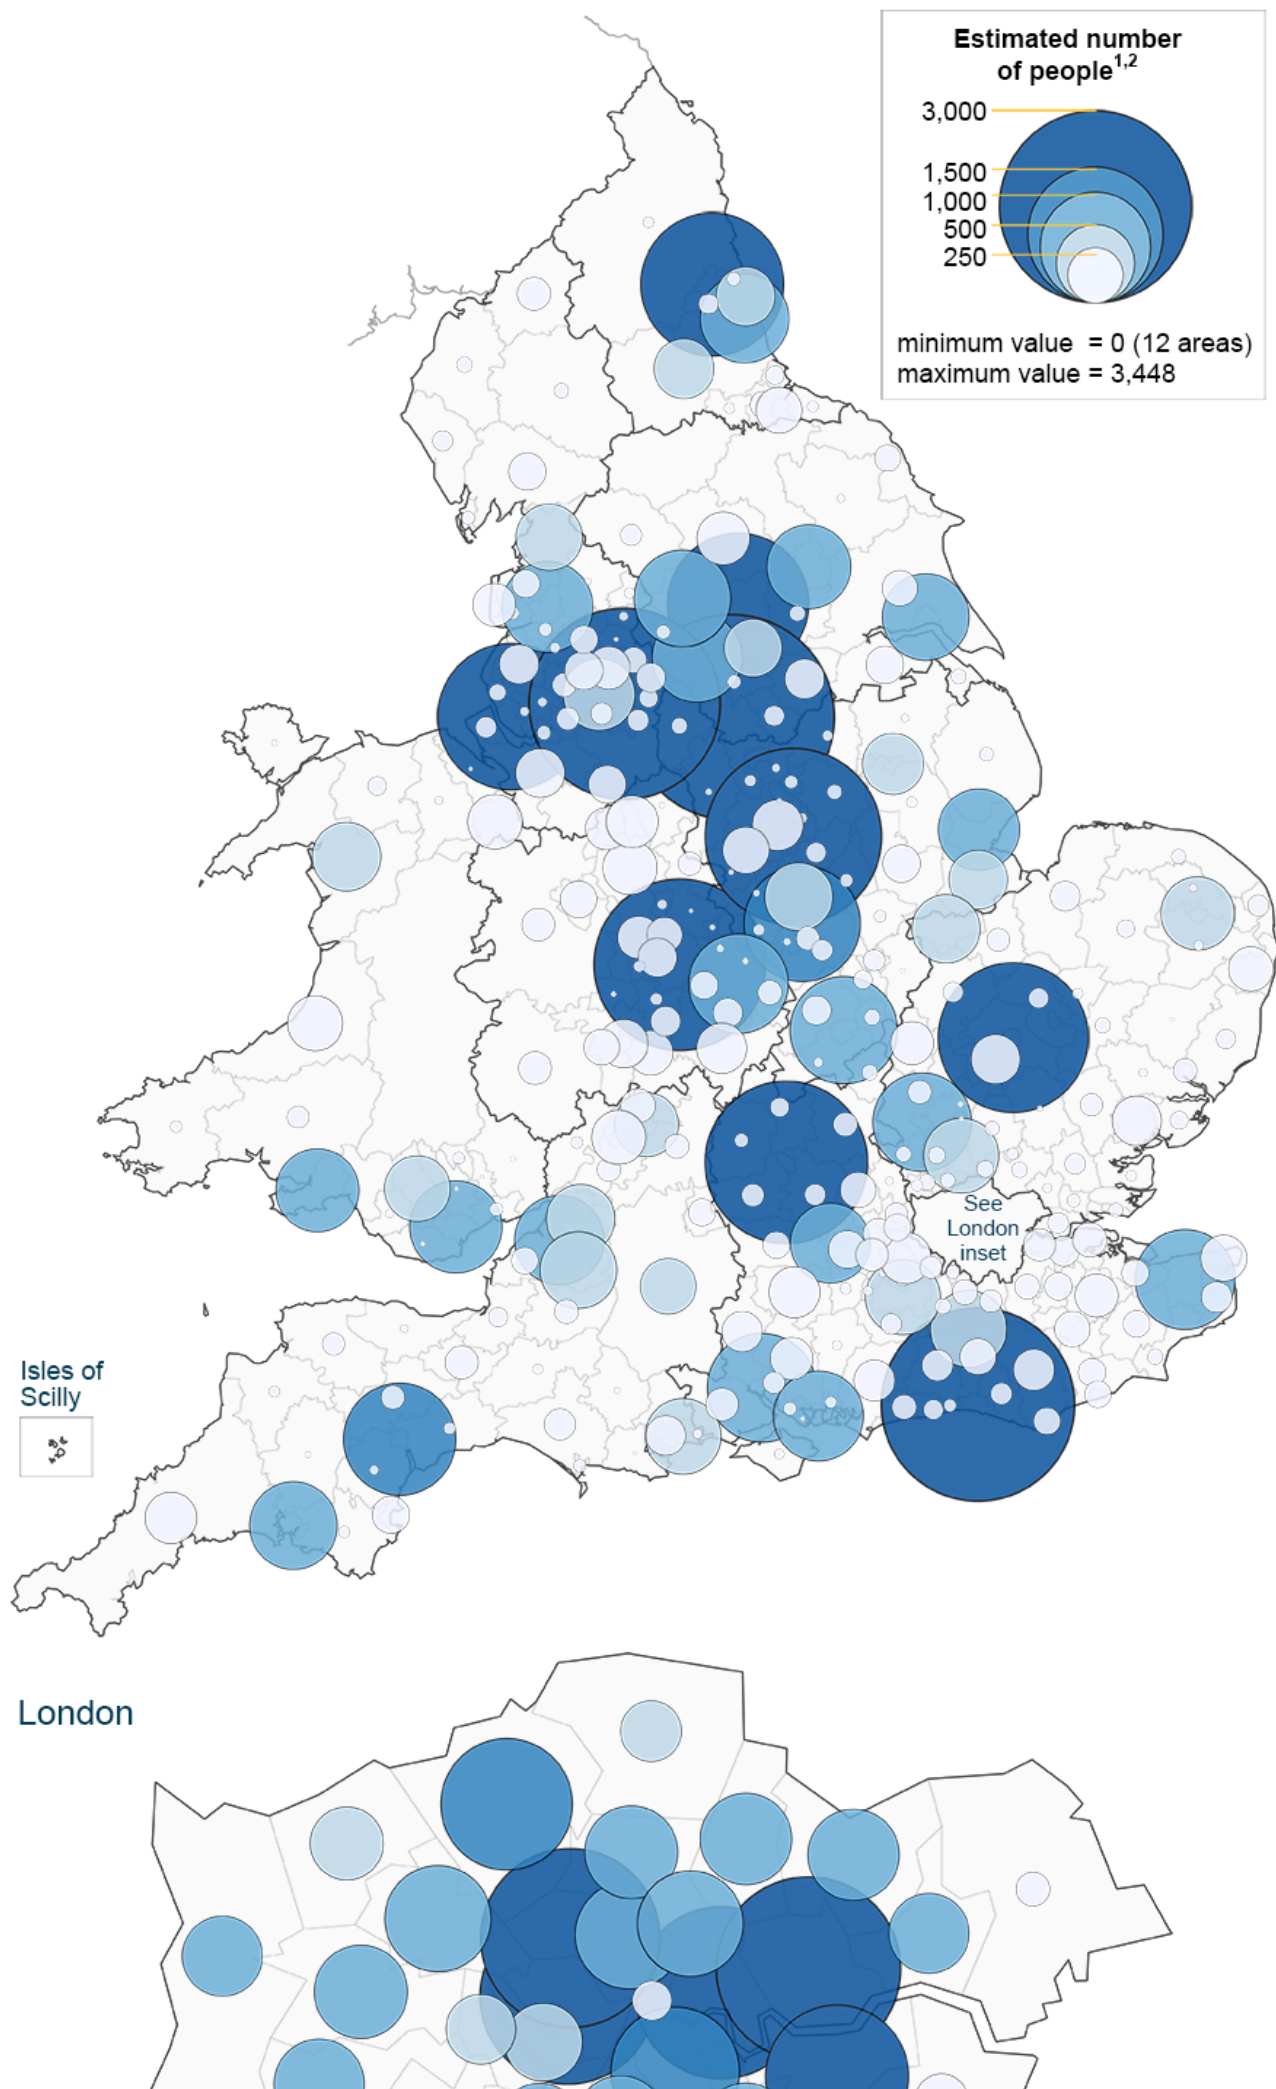 Estimated number
of people1,2
3,000
1,500
1,000
500
250
minimum value = 0 (12 areas)
maximum value = 3,448
See
London
inset
Isles of
Scilly
London